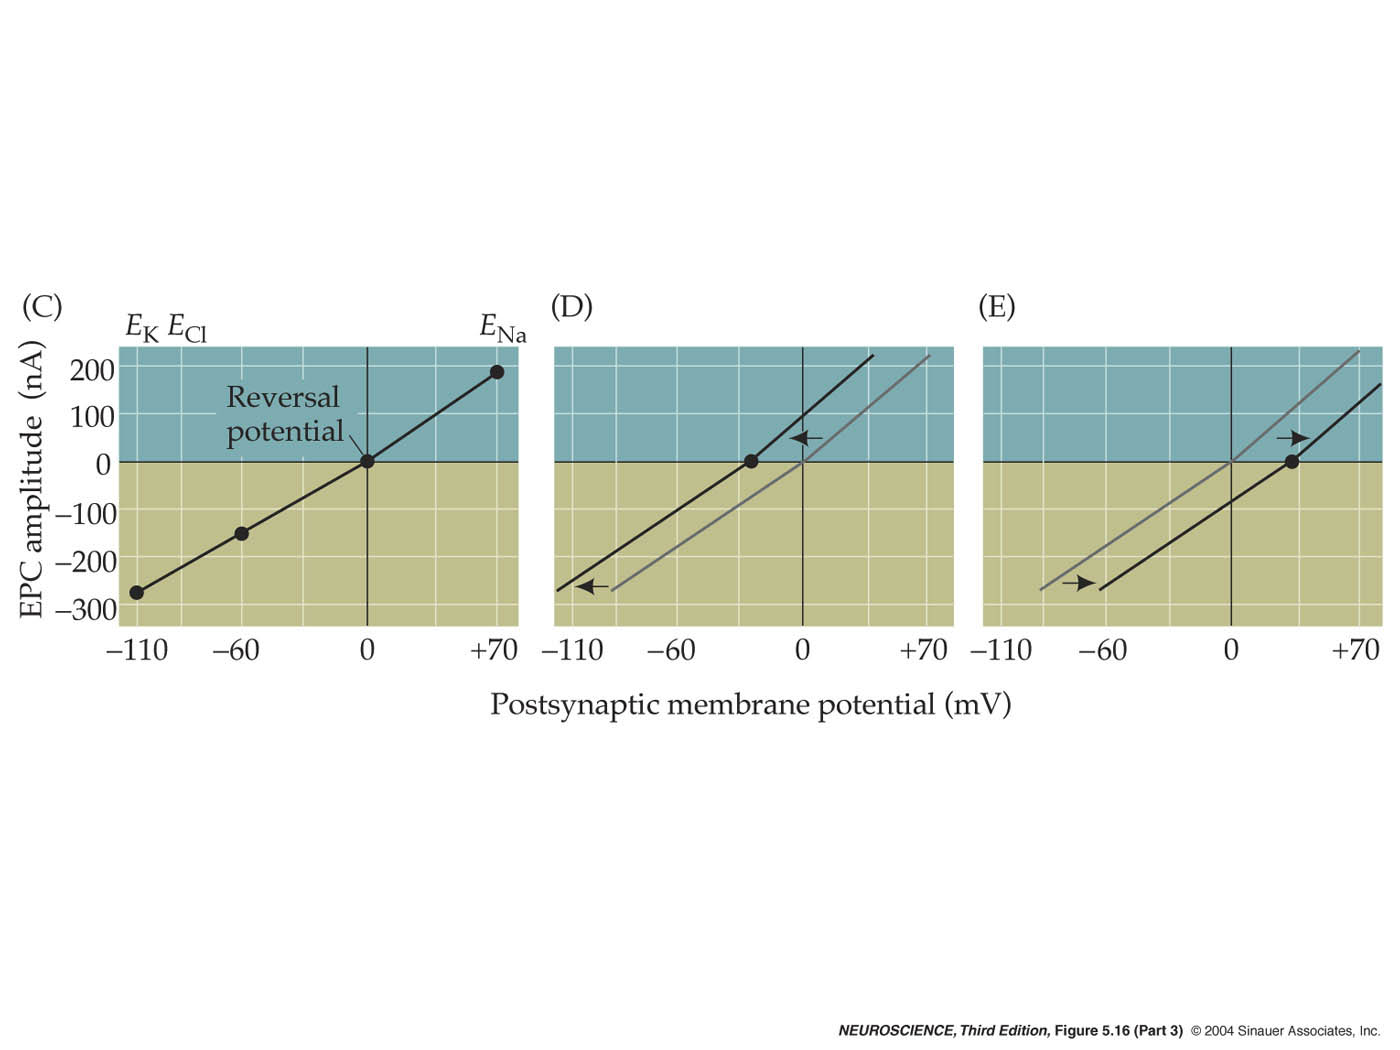 (C)
(D)
(E)
EK ECl
ENa
EPC amplitude (nA)
200
100
0
–100
–200
–300
Reversal
potential
–110
–60
0
+70
–110
–60
0
+70
–110
–60
0
+70
Postsynaptic membrane potential (mV)
NEUROSCIENCE, Third Edition, Figure 5.16 (Part 3) © 2004 Sinauer Associates, Inc.